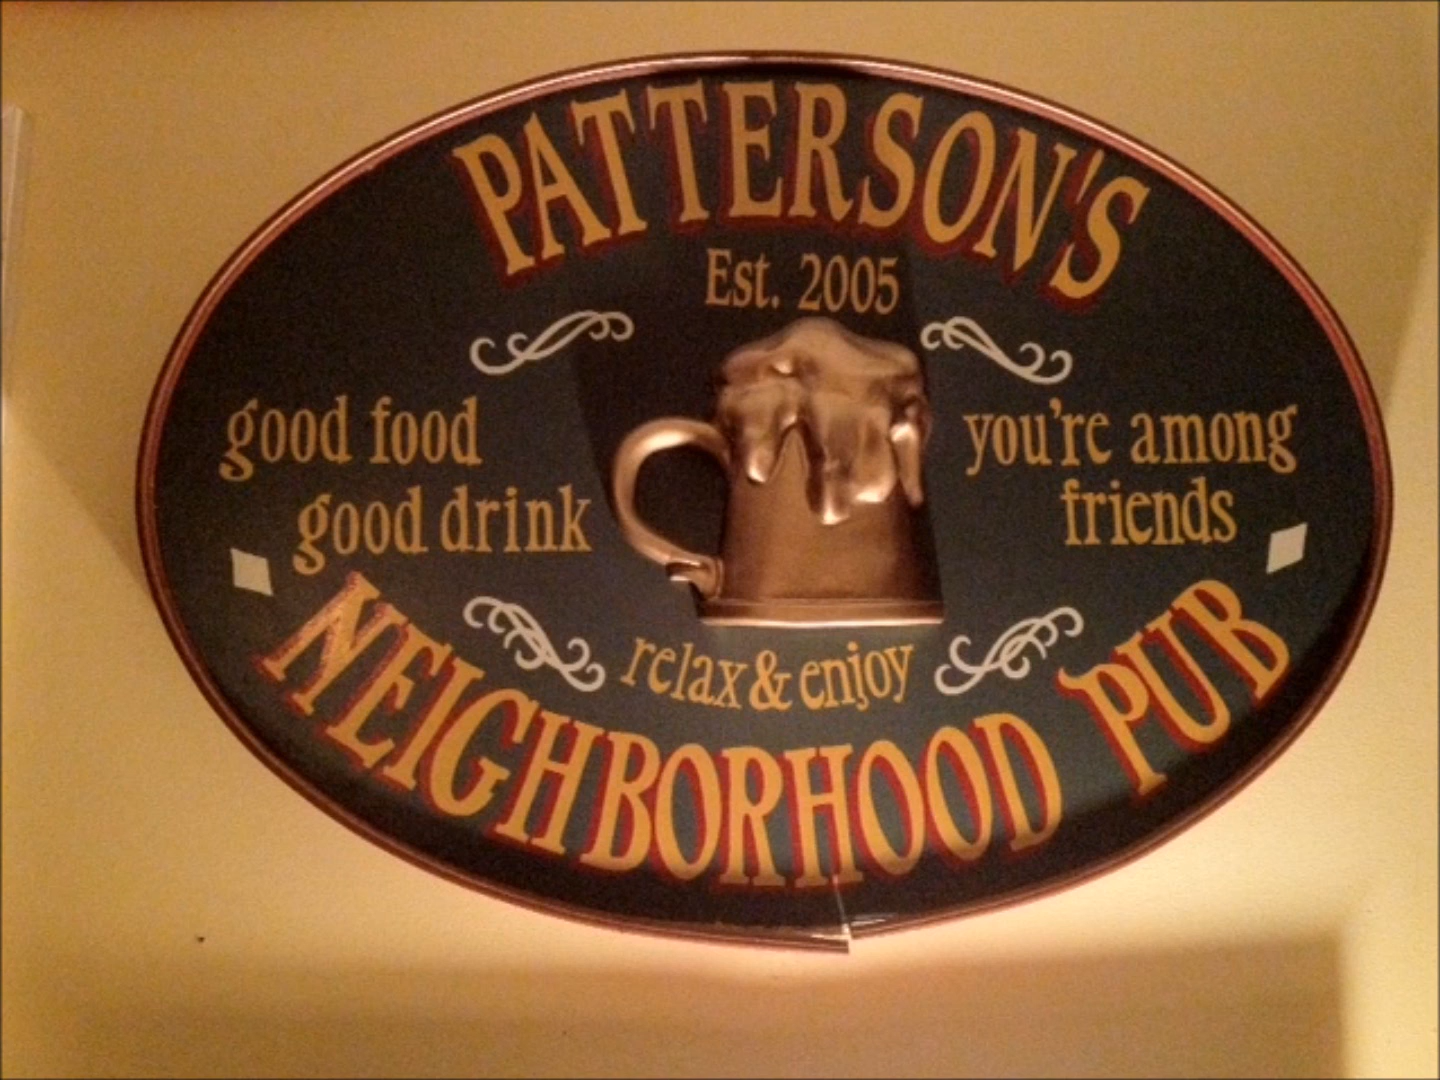 PATTERSON'S
Est. 2005
good food
good drink
you're among
friends
relax & enjoy
NEIGHBORHOOD PUB